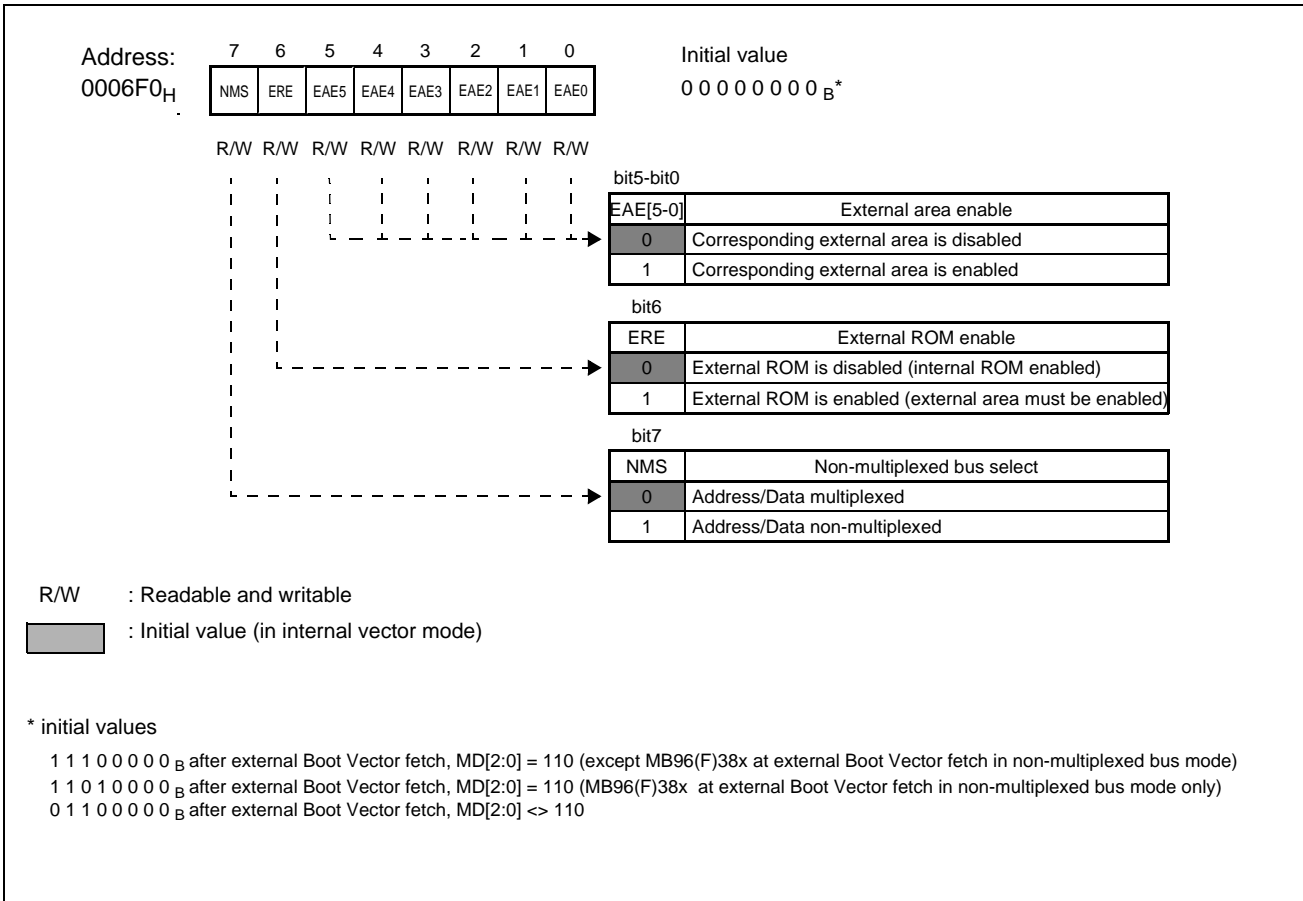 Address: 7 6 5 4 3 2 1 0 Initial value
0006F0H NMS ERE EAE5 EAE4 EAE3 EAE2 EAE1 EAE0 0 0 0 0 0 0 0 0 B*
R/W R/W R/W R/W R/W R/W R/W R/W
bit5-bit0
EAE[5-0] External area enable
0 Corresponding external area is disabled
1 Corresponding external area is enabled
bit6
ERE External ROM enable
0 External ROM is disabled (internal ROM enabled)
1 External ROM is enabled (external area must be enabled)
bit7
NMS Non-multiplexed bus select
0 Address/Data multiplexed
1 Address/Data non-multiplexed
R/W : Readable and writable
: Initial value (in internal vector mode)
* initial values
1 1 1 0 0 0 0 0 B after external Boot Vector fetch, MD[2:0] = 110 (except MB96(F)38x at external Boot Vector fetch in non-multiplexed bus mode)
1 1 0 1 0 0 0 0 B after external Boot Vector fetch, MD[2:0] = 110 (MB96(F)38x at external Boot Vector fetch in non-multiplexed bus mode only)
0 1 1 0 0 0 0 0 B after external Boot Vector fetch, MD[2:0] <> 110